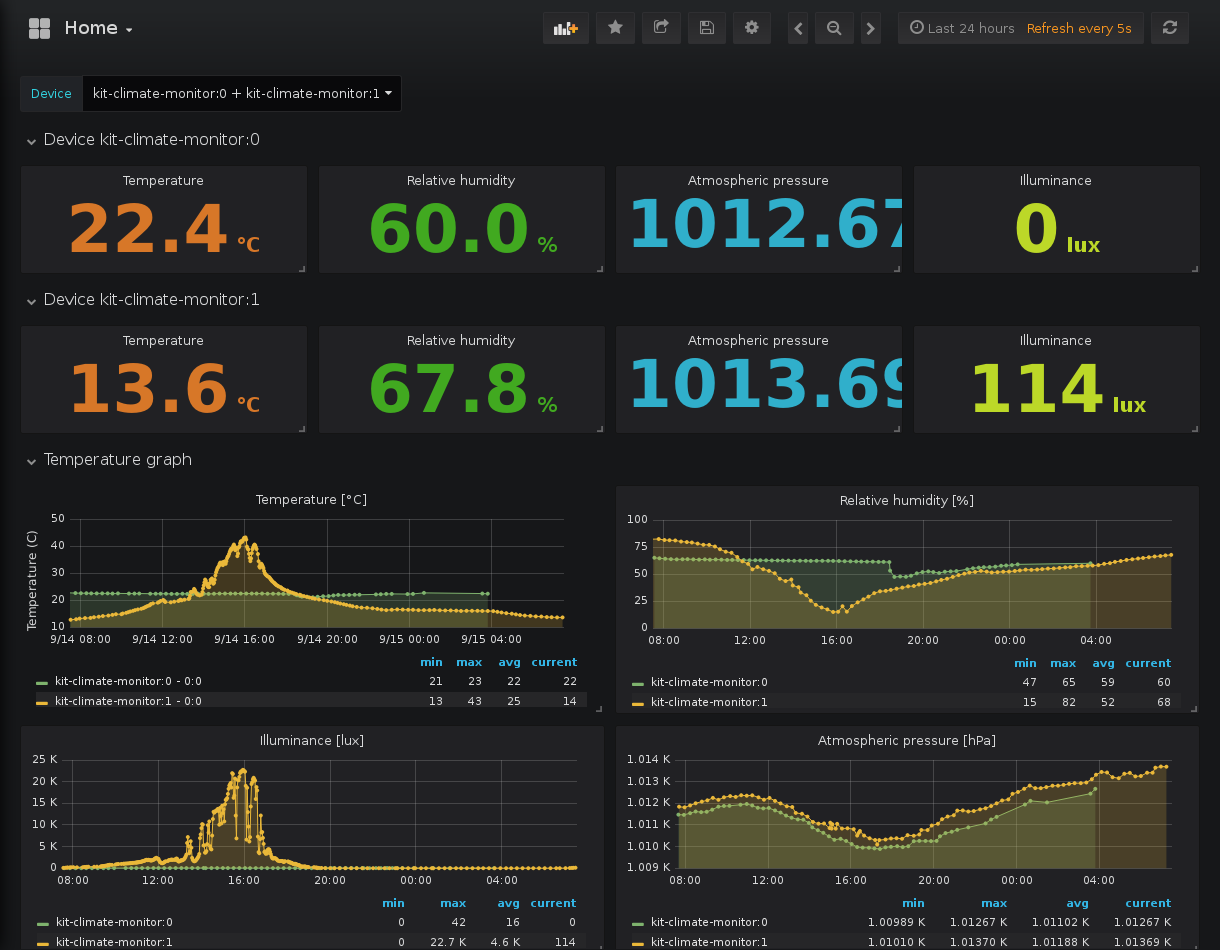 Home
Last 24 hours Refresh every 5s
Device kit-climate-monitor:0 + kit-climate-monitor:1
Device kit-climate-monitor:0
Temperature Relative humidity Atmospheric pressure Illuminance
22.4 °C 60.0 % 1012.67 0 lux
Device kit-climate-monitor:1
Temperature Relative humidity Atmospheric pressure Illuminance
13.6 °C 67.8 % 1013.69 114 lux
Temperature graph
Temperature [°C]
Temperature (C)
50
40
30
20
10
9/14 08:00 9/14 12:00 9/14 16:00 9/14 20:00 9/15 00:00 9/15 04:00
min max avg current
kit-climate-monitor:0 - 0:0 21 23 22 22
kit-climate-monitor:1 - 0:0 13 43 25 14
Relative humidity [%]
100
75
50
25
0
08:00 12:00 16:00 20:00 00:00 04:00
min max avg current
kit-climate-monitor:0 47 65 59 60
kit-climate-monitor:1 15 82 52 68
Illuminance [lux]
25 K
20 K
15 K
10 K
5 K
0
08:00 12:00 16:00 20:00 00:00 04:00
min max avg current
kit-climate-monitor:0 0 42 16 0
kit-climate-monitor:1 0 22.7 K 4.6 K 114
Atmospheric pressure [hPa]
1.014 K
1.013 K
1.012 K
1.011 K
1.010 K
1.009 K
08:00 12:00 16:00 20:00 00:00 04:00
min max avg current
kit-climate-monitor:0 1.00989 K 1.01267 K 1.01102 K 1.01267 K
kit-climate-monitor:1 1.01010 K 1.01370 K 1.01188 K 1.01369 K